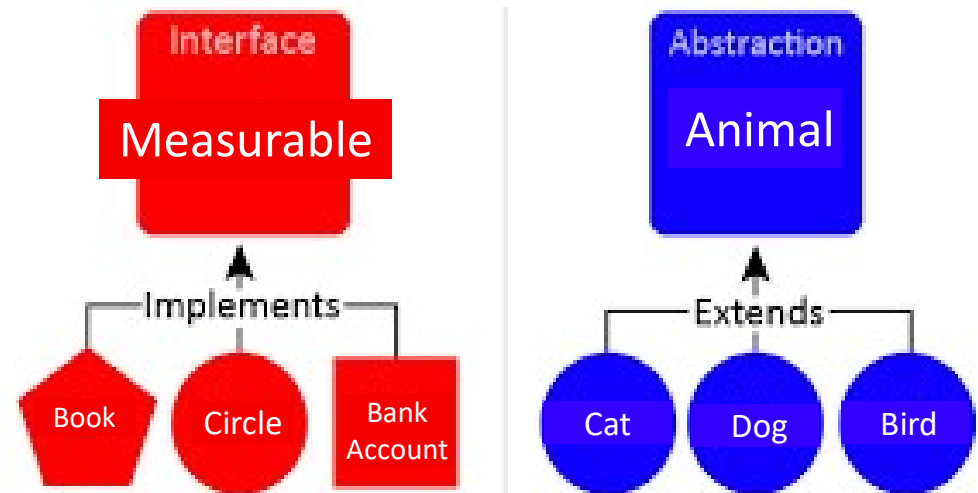 Interface
Measurable
Implements
Book
Circle
Bank
Account
Abstraction
Animal
Extends
Cat
Dog
Bird